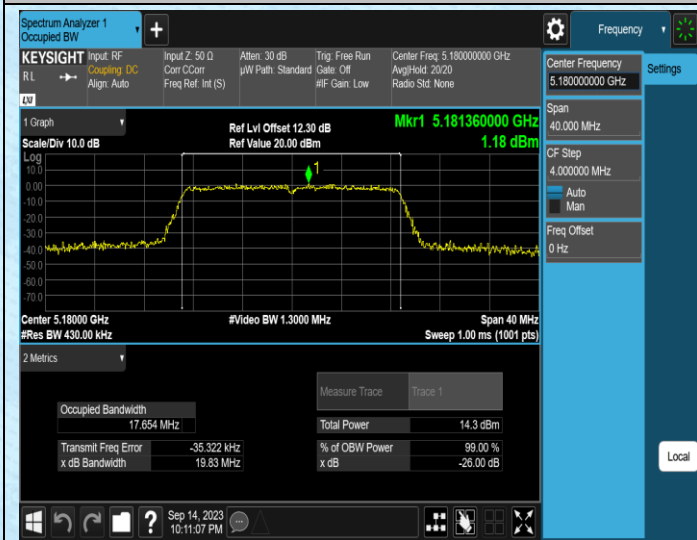 Spectrum Analyzer 1
Occupied BW
+
Frequency
KEYSIGHT
RL
LXI
Input: RF
Coupling: DC
Align: Auto
Input Z: 50 Ω
Corr CCorr
Freq Ref: Int (S)
Atten: 30 dB
µW Path: Standard
Trig: Free Run
Gate: Off
#IF Gain: Low
Center Freq: 5.180000000 GHz
Avg|Hold: 20/20
Radio Std: None
Center Frequency
5.180000000 GHz
Settings
Span
40.000 MHz
CF Step
4.000000 MHz
Auto
Man
Freq Offset
0 Hz
Local
1 Graph
Scale/Div 10.0 dB
Ref Lvl Offset 12.30 dB
Ref Value 20.00 dBm
Mkr1 5.181360000 GHz
1.18 dBm
Log
10.0
0.00
-10.0
-20.0
-30.0
-40.0
-50.0
-60.0
-70.0
1
Center 5.18000 GHz
#Res BW 430.00 kHz
#Video BW 1.3000 MHz
Span 40 MHz
Sweep 1.00 ms (1001 pts)
2 Metrics
Measure Trace
Trace 1
Occupied Bandwidth
17.654 MHz
Total Power
14.3 dBm
Transmit Freq Error
-35.322 kHz
% of OBW Power
99.00 %
x dB Bandwidth
19.83 MHz
x dB
-26.00 dB
?
Sep 14, 2023
10:11:07 PM